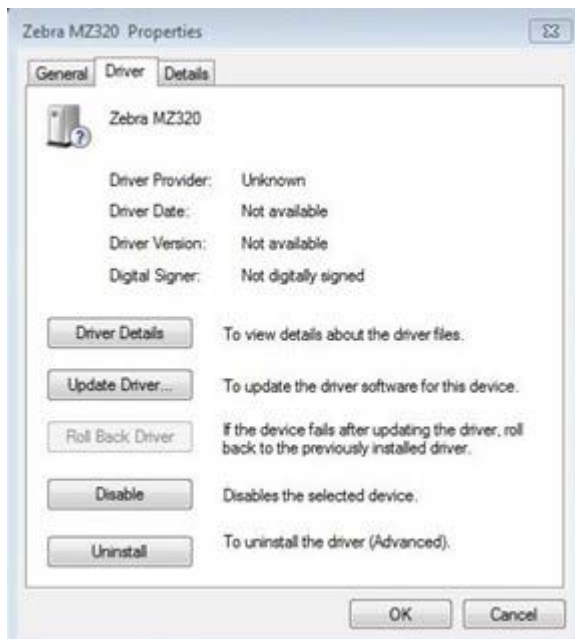 Zebra MZ320 Properties
General Driver Details
Zebra MZ320
Driver Provider: Unknown
Driver Date: Not available
Driver Version: Not available
Digital Signer: Not digitally signed
Driver Details To view details about the driver files.
Update Driver... To update the driver software for this device.
Roll Back Driver If the device fails after updating the driver, roll
back to the previously installed driver.
Disable Disables the selected device.
Uninstall To uninstall the driver (Advanced).
OK Cancel